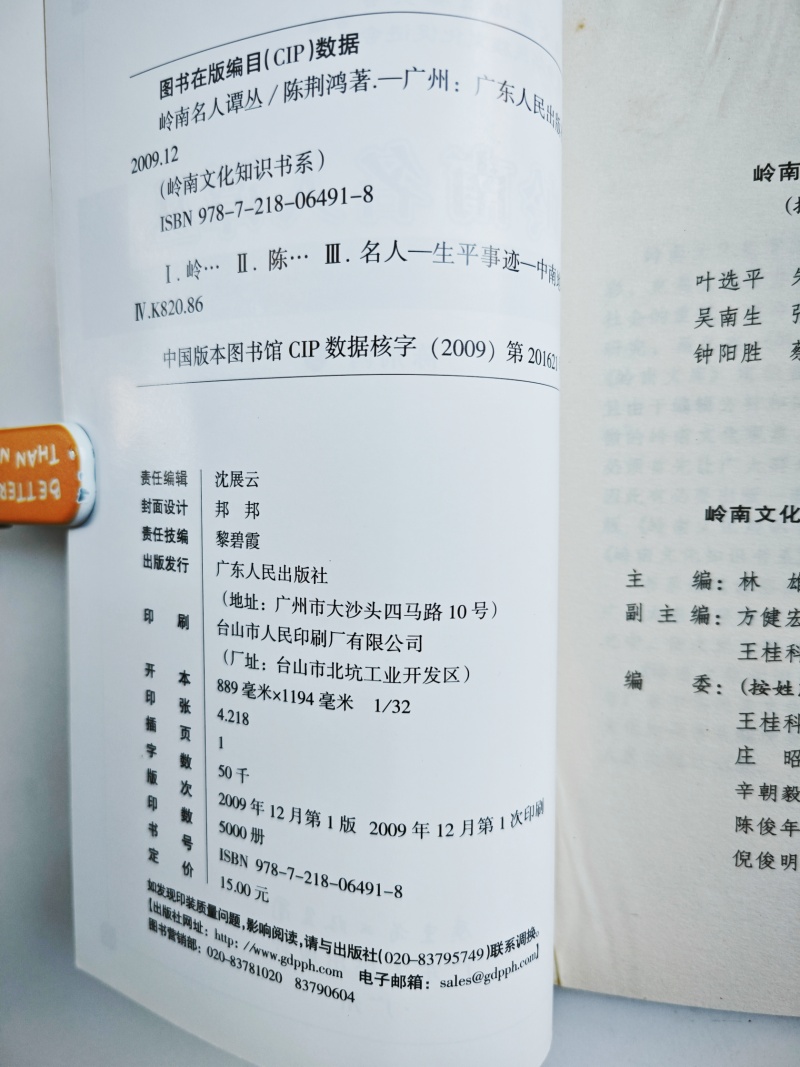 图书在版编目(CIP)数据
岭南名人谭丛/陈荆鸿著.—广州：广东人民出版
2009.12
(岭南文化知识书系)
ISBN 978-7-218-06491-8
Ⅰ.岭… Ⅱ.陈… Ⅲ.名人—生平事迹—中南
Ⅳ.K820.86
中国版本图书馆CIP数据核字(2009)第20162
责任编辑 沈展云
封面设计 邦 邦
责任技编 黎碧霞
出版发行 广东人民出版社
(地址：广州市大沙头四马路10号)
印 刷 台山市人民印刷厂有限公司
(厂址：台山市北坑工业开发区)
开 本 889毫米×1194毫米 1/32
印 张 4.218
插 页 1
字 数 50千
版 次 2009年12月第1版 2009年12月第1次印刷
印 数 5000册
书 号 ISBN 978-7-218-06491-8
定 价 15.00元
如发现印装质量问题,影响阅读,请与出版社(020-83795749)联系调换。
【出版社网址：http://www.gdpph.com 电子邮箱：sales@gdpph.com
图书营销部：020-83781020 83790604】
BETTER
THAN N
岭南
叶选平
吴南生
钟阳胜
岭南文化
主 编：林 雄
副主编：方健宏
王桂科
编 委：(按姓
王桂科
庄 昭
辛朝毅
陈俊年
倪俊明